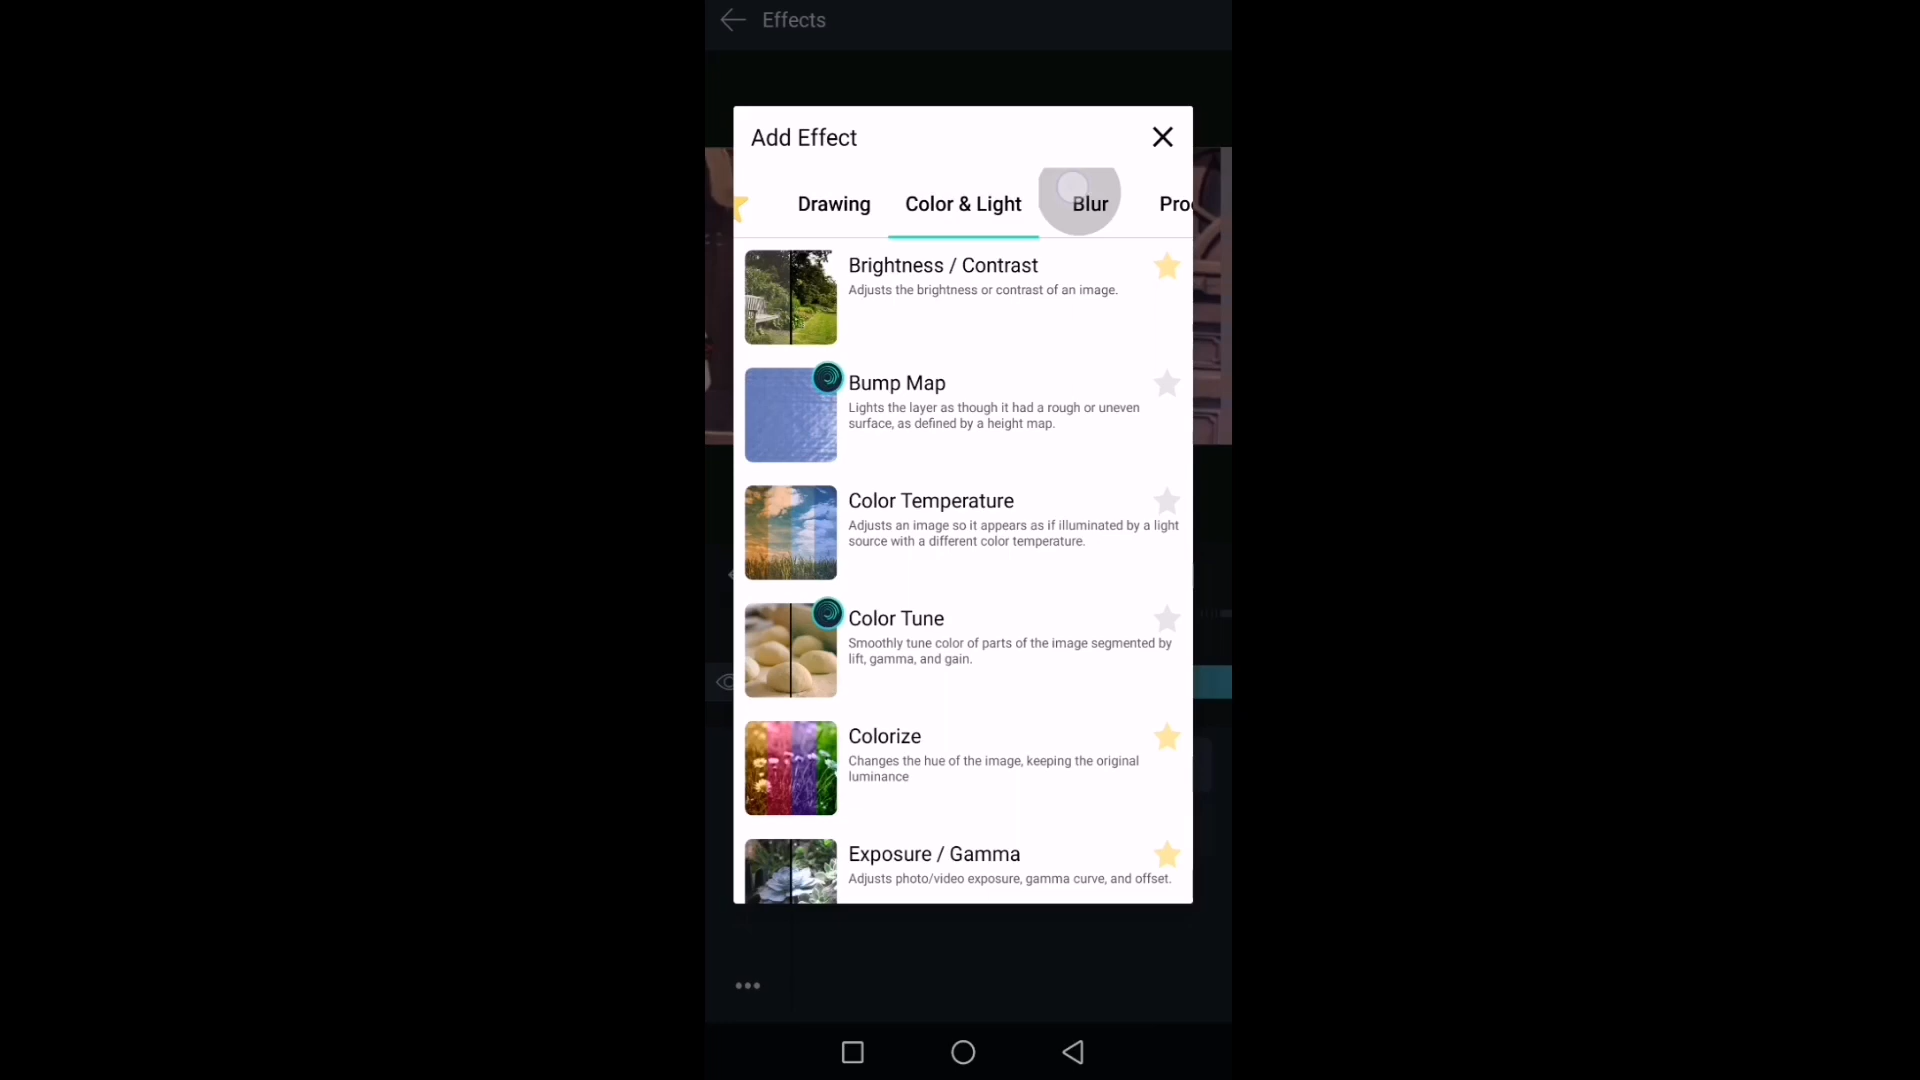 Effects
Add Effect
Drawing
Color & Light
Blur
Brightness / Contrast
Adjusts the brightness or contrast of an image.
Bump Map
Lights the layer as though it had a rough or uneven
surface, as defined by a height map.
Color Temperature
Adjusts an image so it appears as if illuminated by a light
source with a different color temperature.
Color Tune
Smoothly tune color of parts of the image segmented by
lift, gamma, and gain.
Colorize
Changes the hue of the image, keeping the original
luminance
Exposure / Gamma
Adjusts photo/video exposure, gamma curve, and offset.